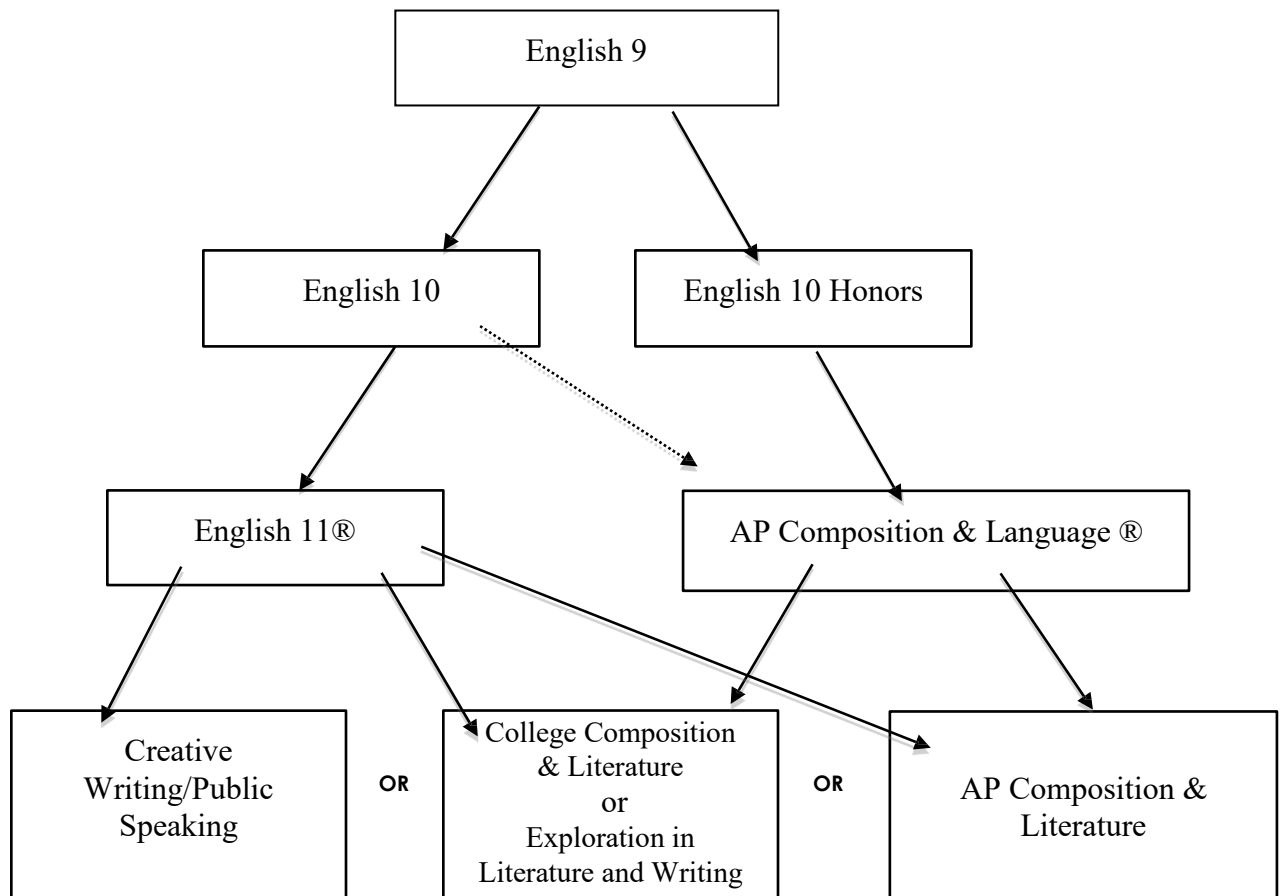 English 9
English 10
English 10 Honors
English 11®
AP Composition & Language ®
Creative
Writing/Public
Speaking
OR
College Composition
& Literature
or
Exploration in
Literature and Writing
OR
AP Composition &
Literature